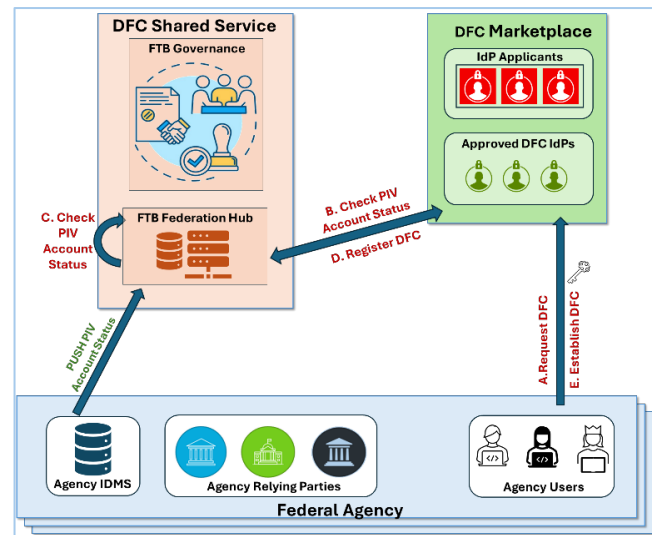 DFC Shared Service
FTB Governance
DFC Marketplace
IdP Applicants
Approved DFC IdPs
C. Check
PIV
Account
Status
FTB Federation Hub
B. Check PIV
Account Status
D. Register DFC
PUSH PIV
Account Status
A.Request DFC
E. Establish DFC
Agency IDMS
Agency Relying Parties
Agency Users
Federal Agency